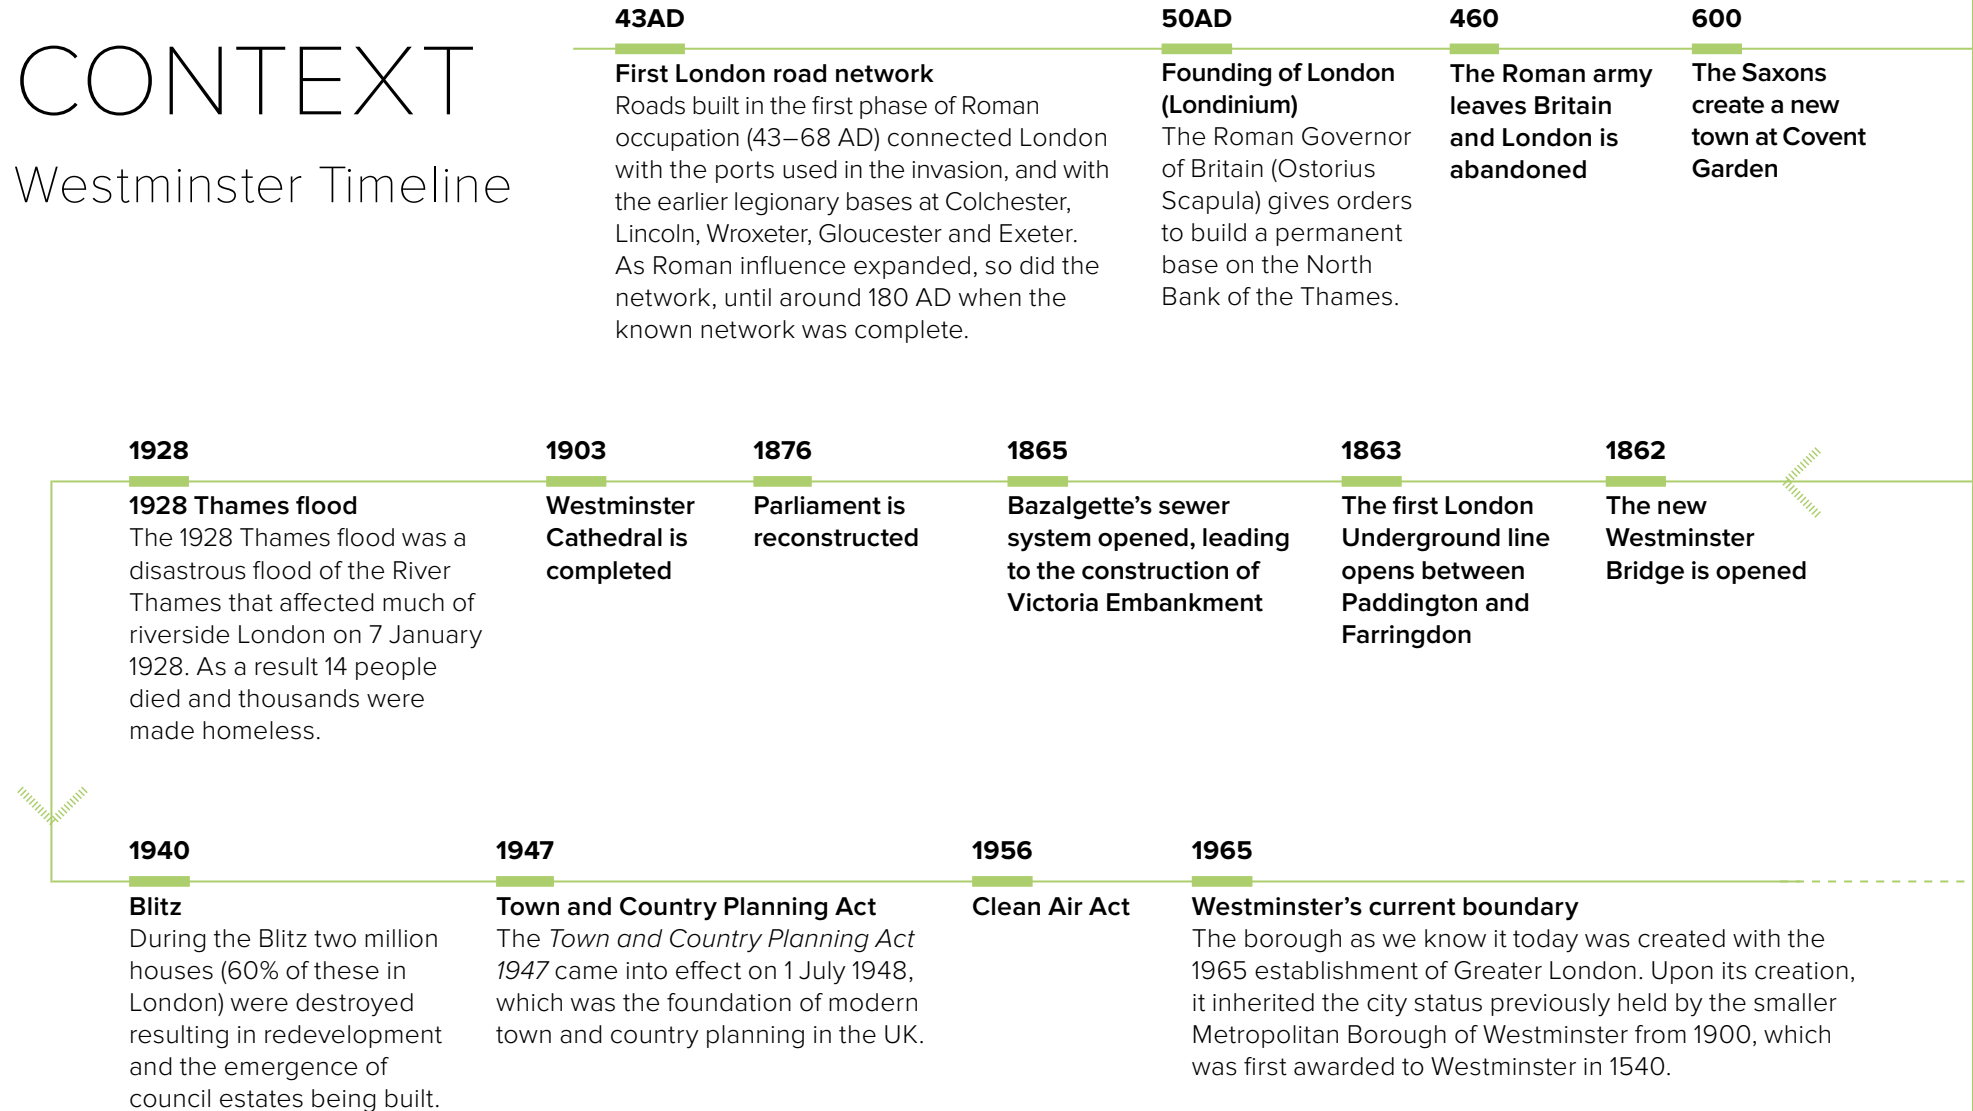 CONTEXT
Westminster Timeline
43AD
First London road network
Roads built in the first phase of Roman
occupation (43–68 AD) connected London
with the ports used in the invasion, and with
the earlier legionary bases at Colchester,
Lincoln, Wroxeter, Gloucester and Exeter.
As Roman influence expanded, so did the
network, until around 180 AD when the
known network was complete.
50AD
Founding of London
(Londinium)
The Roman Governor
of Britain (Ostorius
Scapula) gives orders
to build a permanent
base on the North
Bank of the Thames.
460
The Roman army
leaves Britain
and London is
abandoned
600
The Saxons
create a new
town at Covent
Garden
1928
1928 Thames flood
The 1928 Thames flood was a
disastrous flood of the River
Thames that affected much of
riverside London on 7 January
1928. As a result 14 people
died and thousands were
made homeless.
1903
Westminster
Cathedral is
completed
1876
Parliament is
reconstructed
1865
Bazalgette’s sewer
system opened, leading
to the construction of
Victoria Embankment
1863
The first London
Underground line
opens between
Paddington and
Farringdon
1862
The new
Westminster
Bridge is opened
1940
Blitz
During the Blitz two million
houses (60% of these in
London) were destroyed
resulting in redevelopment
and the emergence of
council estates being built.
1947
Town and Country Planning Act
The Town and Country Planning Act
1947 came into effect on 1 July 1948,
which was the foundation of modern
town and country planning in the UK.
1956
Clean Air Act
1965
Westminster’s current boundary
The borough as we know it today was created with the
1965 establishment of Greater London. Upon its creation,
it inherited the city status previously held by the smaller
Metropolitan Borough of Westminster from 1900, which
was first awarded to Westminster in 1540.